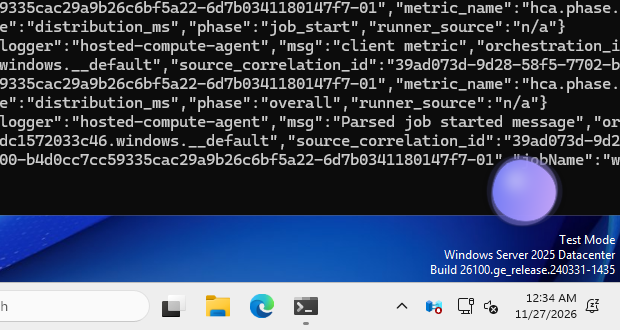 9335cac29a9b26c6bf5a22-6d7b0341180147f7-01","metric_name":"hca.phase.
e":"distribution_ms","phase":"job_start","runner_source":"n/a"}
logger":"hosted-compute-agent","msg":"client metric","orchestration_i
windows.__default","source_correlation_id":"39ad073d-9d28-58f5-7702-b
9335cac29a9b26c6bf5a22-6d7b0341180147f7-01","metric_name":"hca.phase.
e":"distribution_ms","phase":"overall","runner_source":"n/a"}
logger":"hosted-compute-agent","msg":"Parsed job started message","or
dc1572033c46.windows.__default","source_correlation_id":"39ad073d-9d2
00-b4d0cc7cc59335cac29a9b26c6bf5a22-6d7b0341180147f7-01","jobName":"w
Test Mode
Windows Server 2025 Datacenter
Build 26100.ge_release.240331-1435
h
12:34 AM
11/27/2026